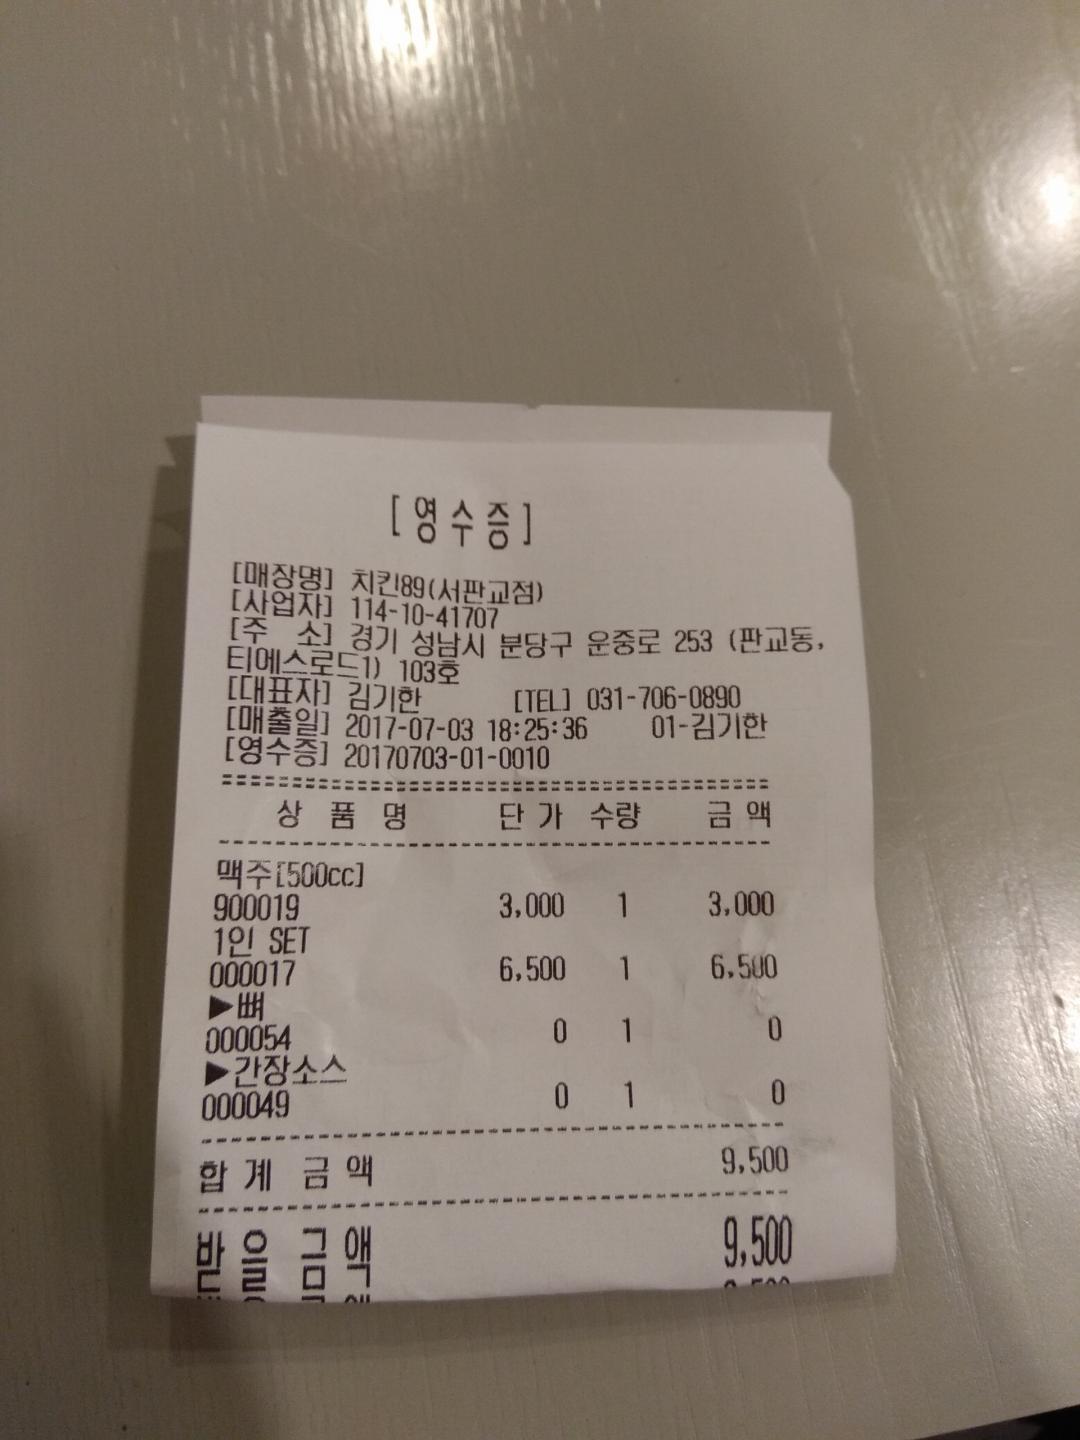 [영수증]
[매장명] 치킨89(서판교점)
[사업자] 114-10-41707
[주 소] 경기 성남시 분당구 운중로 253 (판교동,
티에스로드1) 103호
[대표자] 김기한 [TEL] 031-706-0890
[매출일] 2017-07-03 18:25:36 01-김기한
[영수증] 20170703-01-0010
상 품 명 단 가 수량 금 액
맥주[500cc]
900019 3,000 1 3,000
1인 SET
000017 6,500 1 6,500
▶뼈
000054 0 1 0
▶간장소스
000049 0 1 0
합 계 금 액 9,500
받 을 금 액 9,500